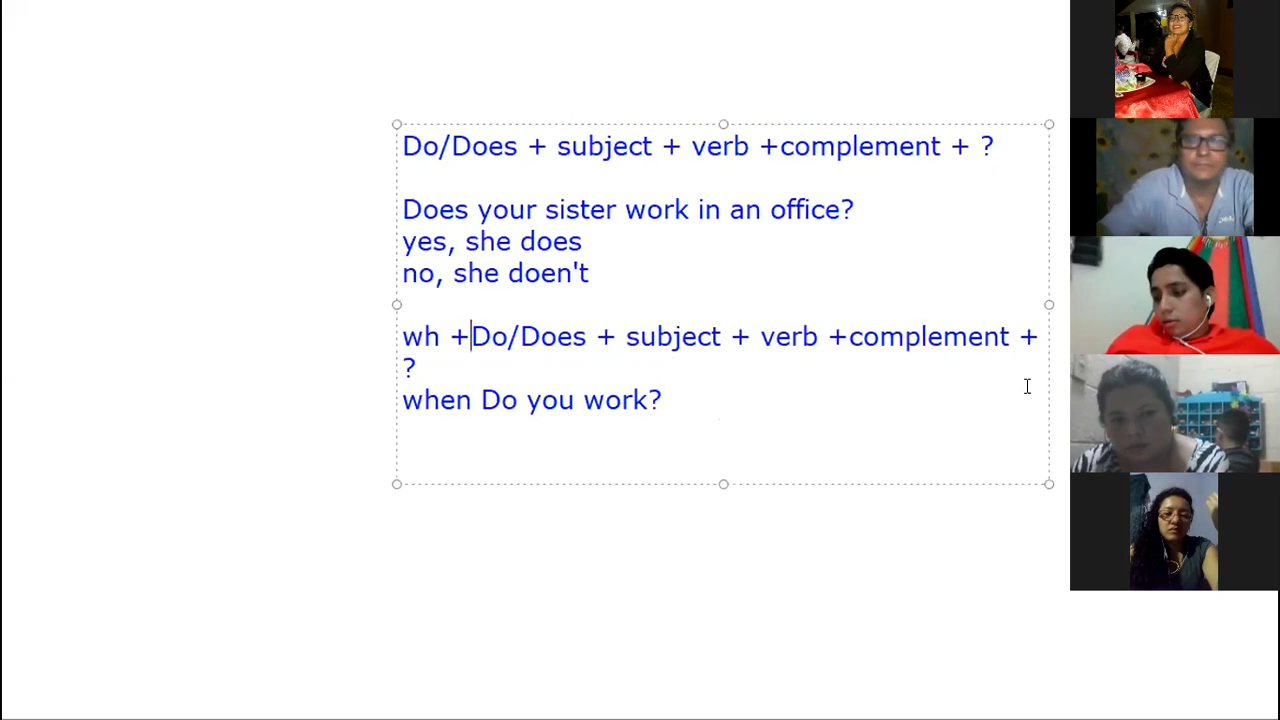 Do/Does + subject + verb +complement + ?
Does your sister work in an office?
yes, she does
no, she doen't
wh +Do/Does + subject + verb +complement +
?
when Do you work?